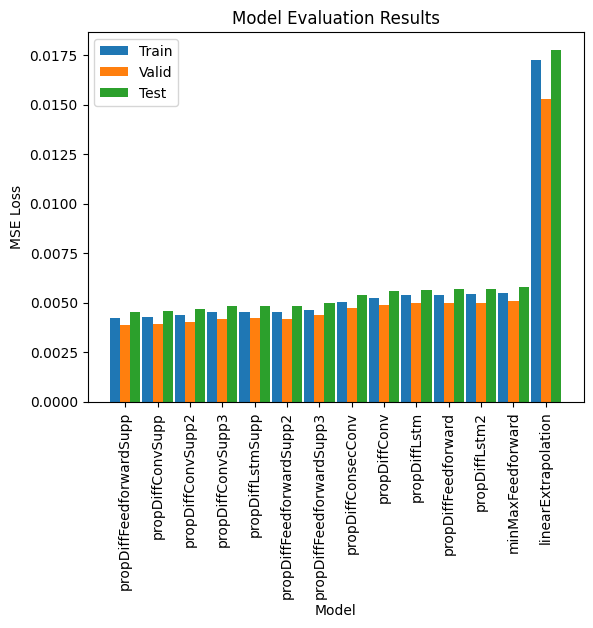 Model Evaluation Results
Train
Valid
Test
MSE Loss
0.0175
0.0150
0.0125
0.0100
0.0075
0.0050
0.0025
0.0000
propDiffFeedforwardSupp
propDiffConvSupp
propDiffConvSupp2
propDiffConvSupp3
propDiffLstmSupp
propDiffFeedforwardSupp2
propDiffFeedforwardSupp3
propDiffConsecConv
propDiffConv
propDiffLstm
propDiffFeedforward
propDiffLstm2
minMaxFeedforward
linearExtrapolation
Model